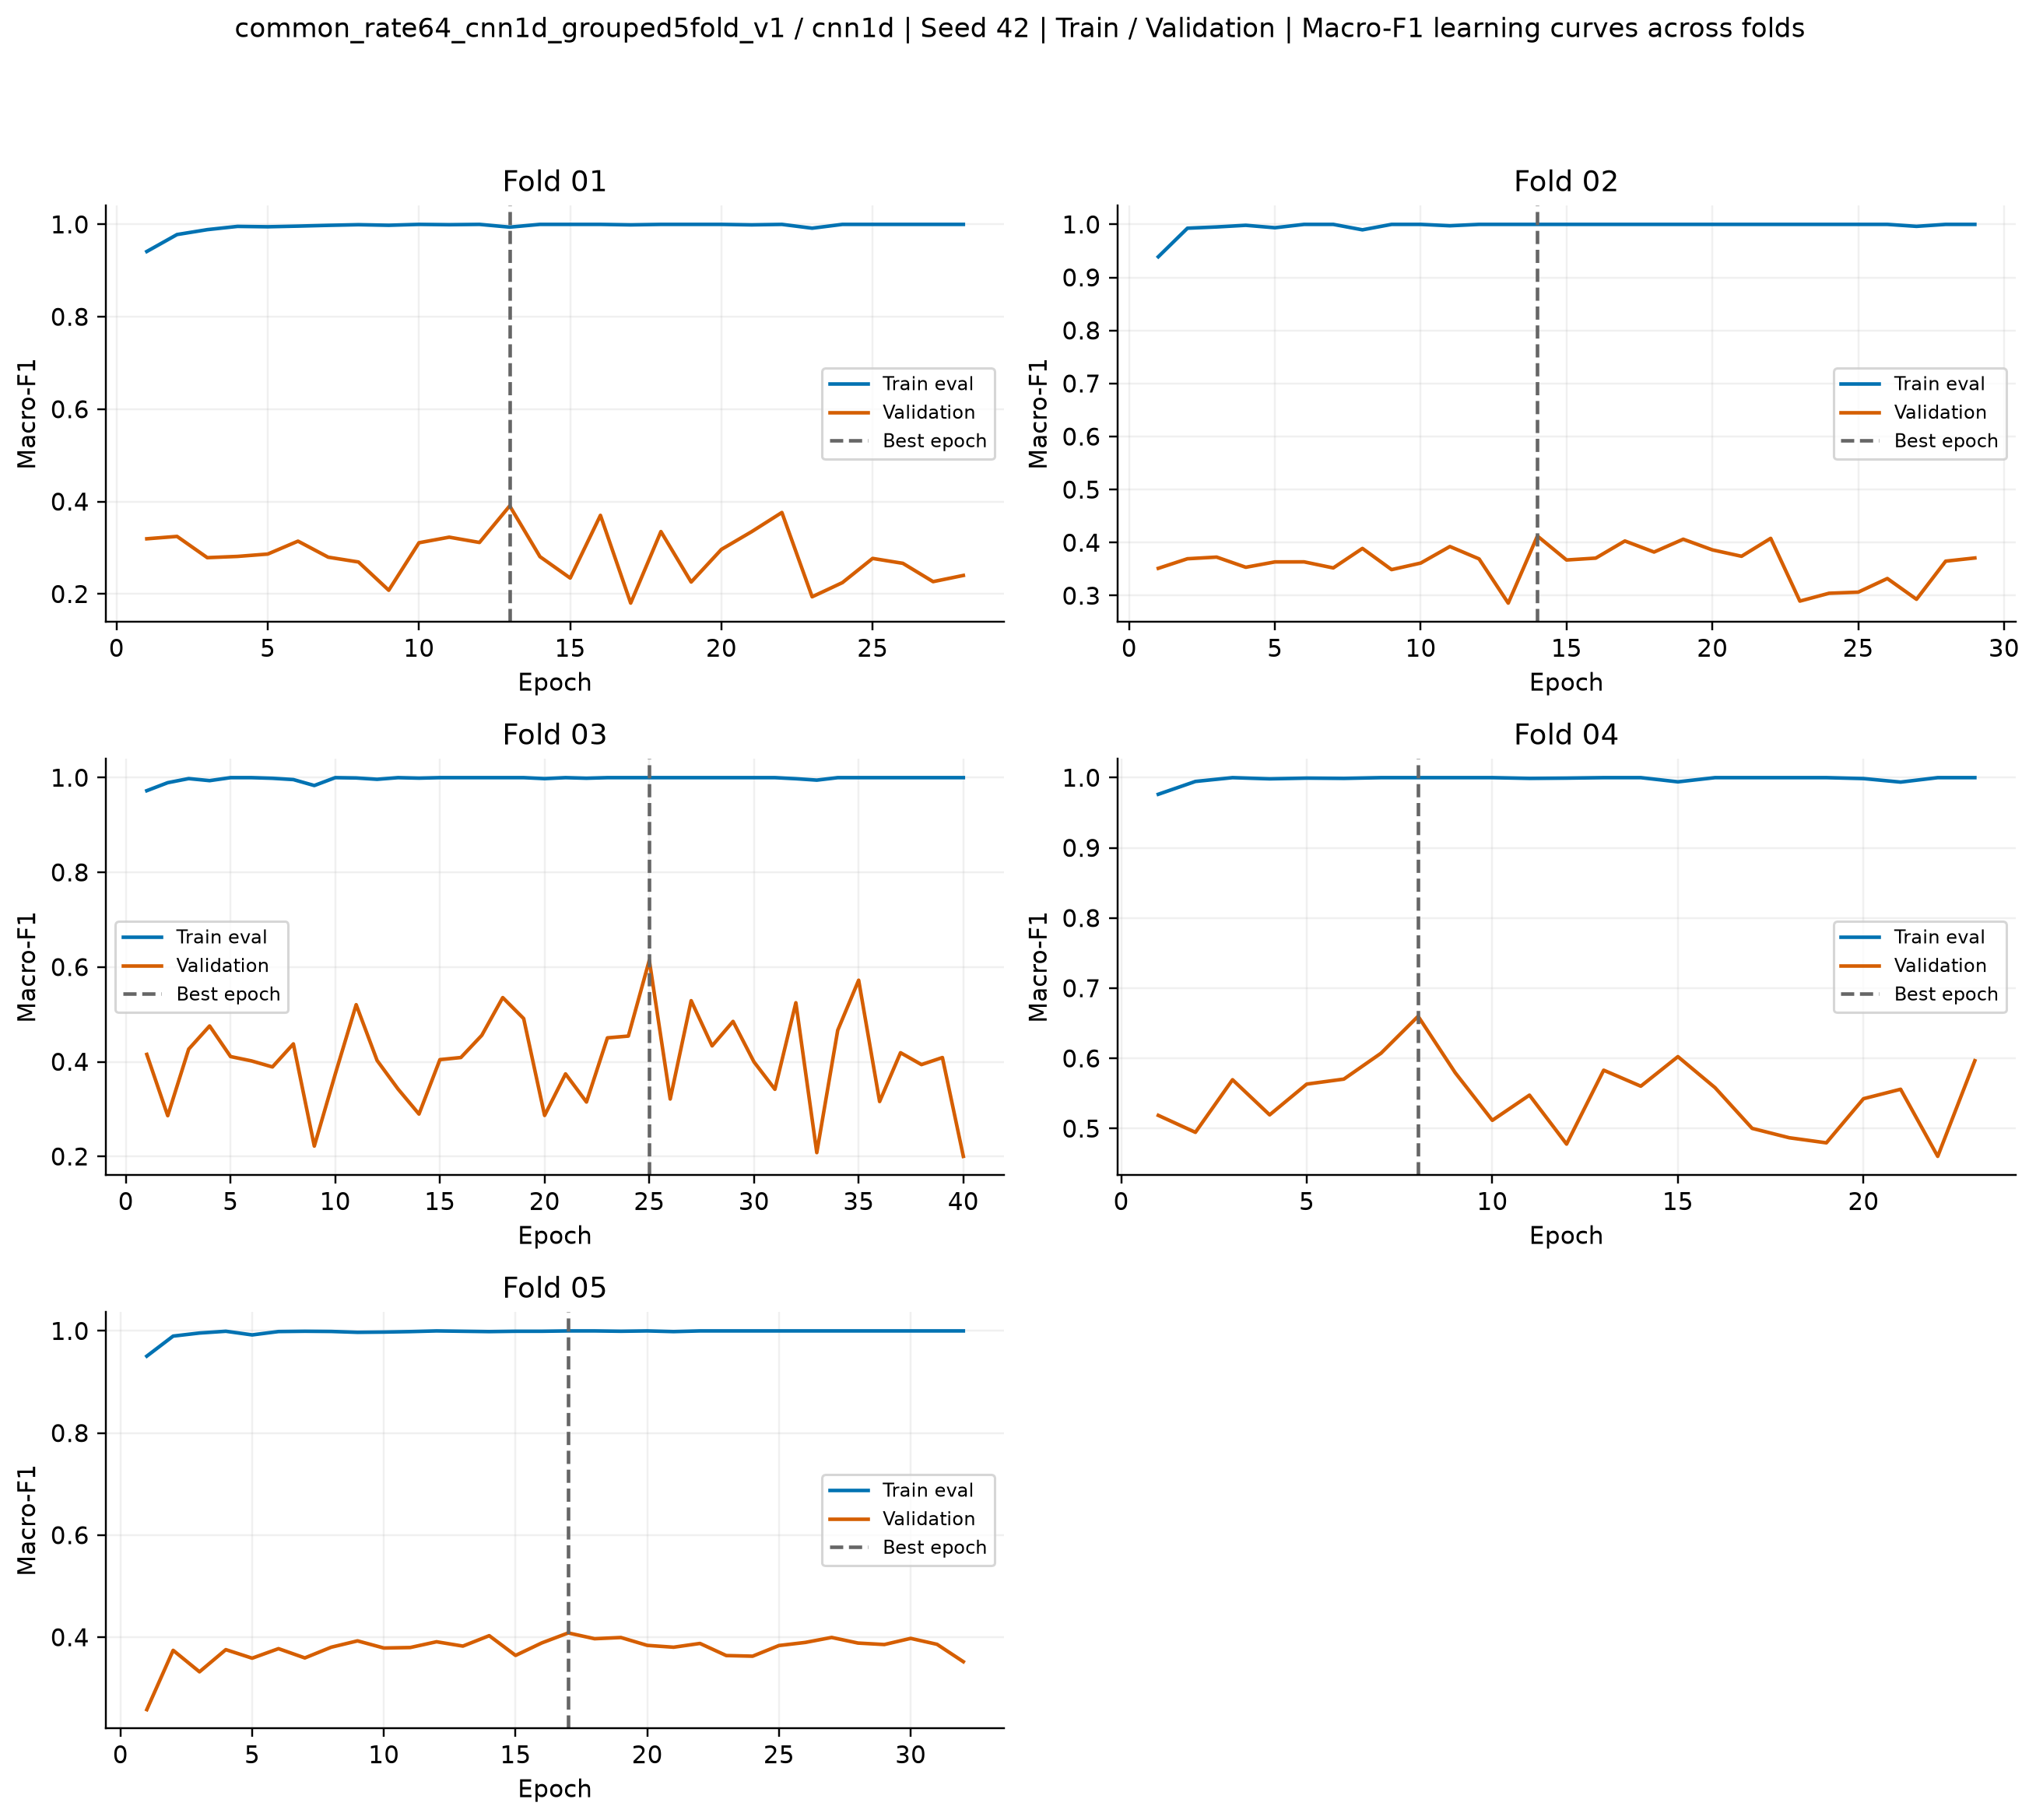 common_rate64_cnn1d_grouped5fold_v1 / cnn1d | Seed 42 | Train / Validation | Macro-F1 learning curves across folds
Fold 01
1.0
0.8
0.6
0.4
0.2
Macro-F1
Train eval
Validation
Best epoch
0 5 10 15 20 25
Epoch
Fold 02
1.0
0.9
0.8
0.7
0.6
0.5
0.4
0.3
Macro-F1
Train eval
Validation
Best epoch
0 5 10 15 20 25 30
Epoch
Fold 03
1.0
0.8
0.6
0.4
0.2
Macro-F1
Train eval
Validation
Best epoch
0 5 10 15 20 25 30 35 40
Epoch
Fold 04
1.0
0.9
0.8
0.7
0.6
0.5
Macro-F1
Train eval
Validation
Best epoch
0 5 10 15 20
Epoch
Fold 05
1.0
0.8
0.6
0.4
Macro-F1
Train eval
Validation
Best epoch
0 5 10 15 20 25 30
Epoch